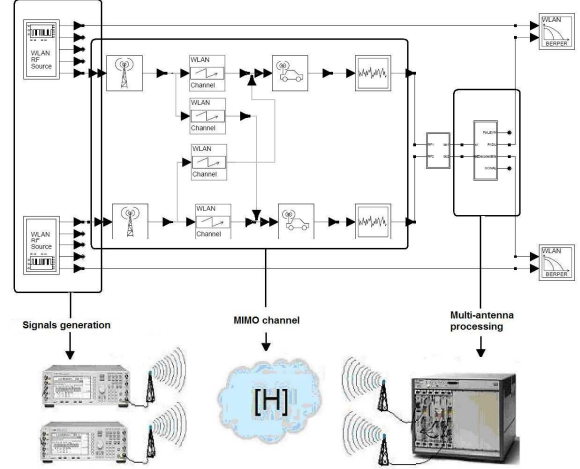 WLAN
BERPER
WLAN
RF
Source
WLAN
Channel
WLAN
Channel
WLAN
Channel
WLAN
Channel
WLAN
RF
Source
WLAN
BERPER
Signals generation
MIMO channel
Multi-antenna
processing
[H]